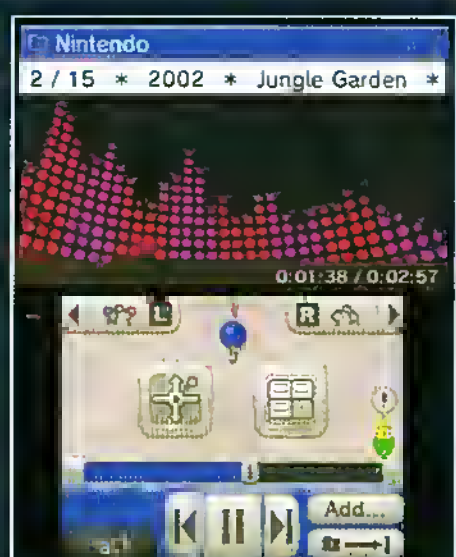 Nintendo
2 / 15 * 2002 * Jungle Garden *
0:01:38 / 0:02:57
L R
Add...